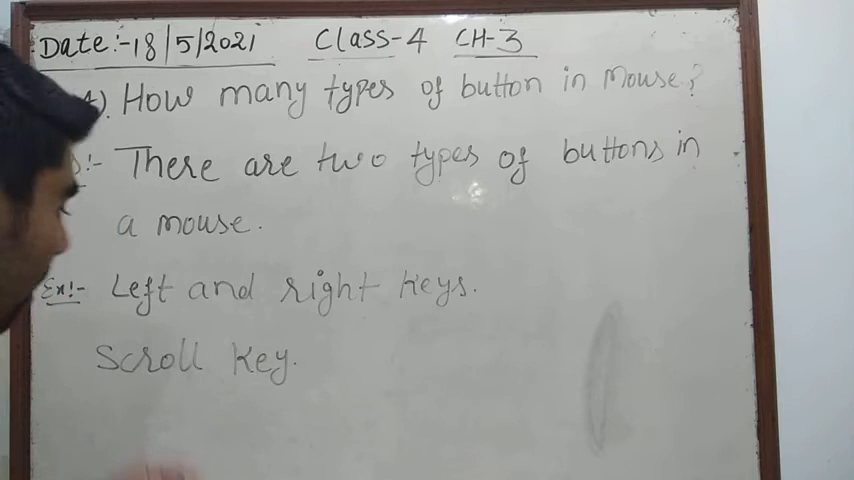 Date:-18/5/2021 Class-4 CH-3
). How many types of button in mouse?
:- There are two types of buttons in
a mouse.
Ex!:- Left and right keys.
Scroll key.